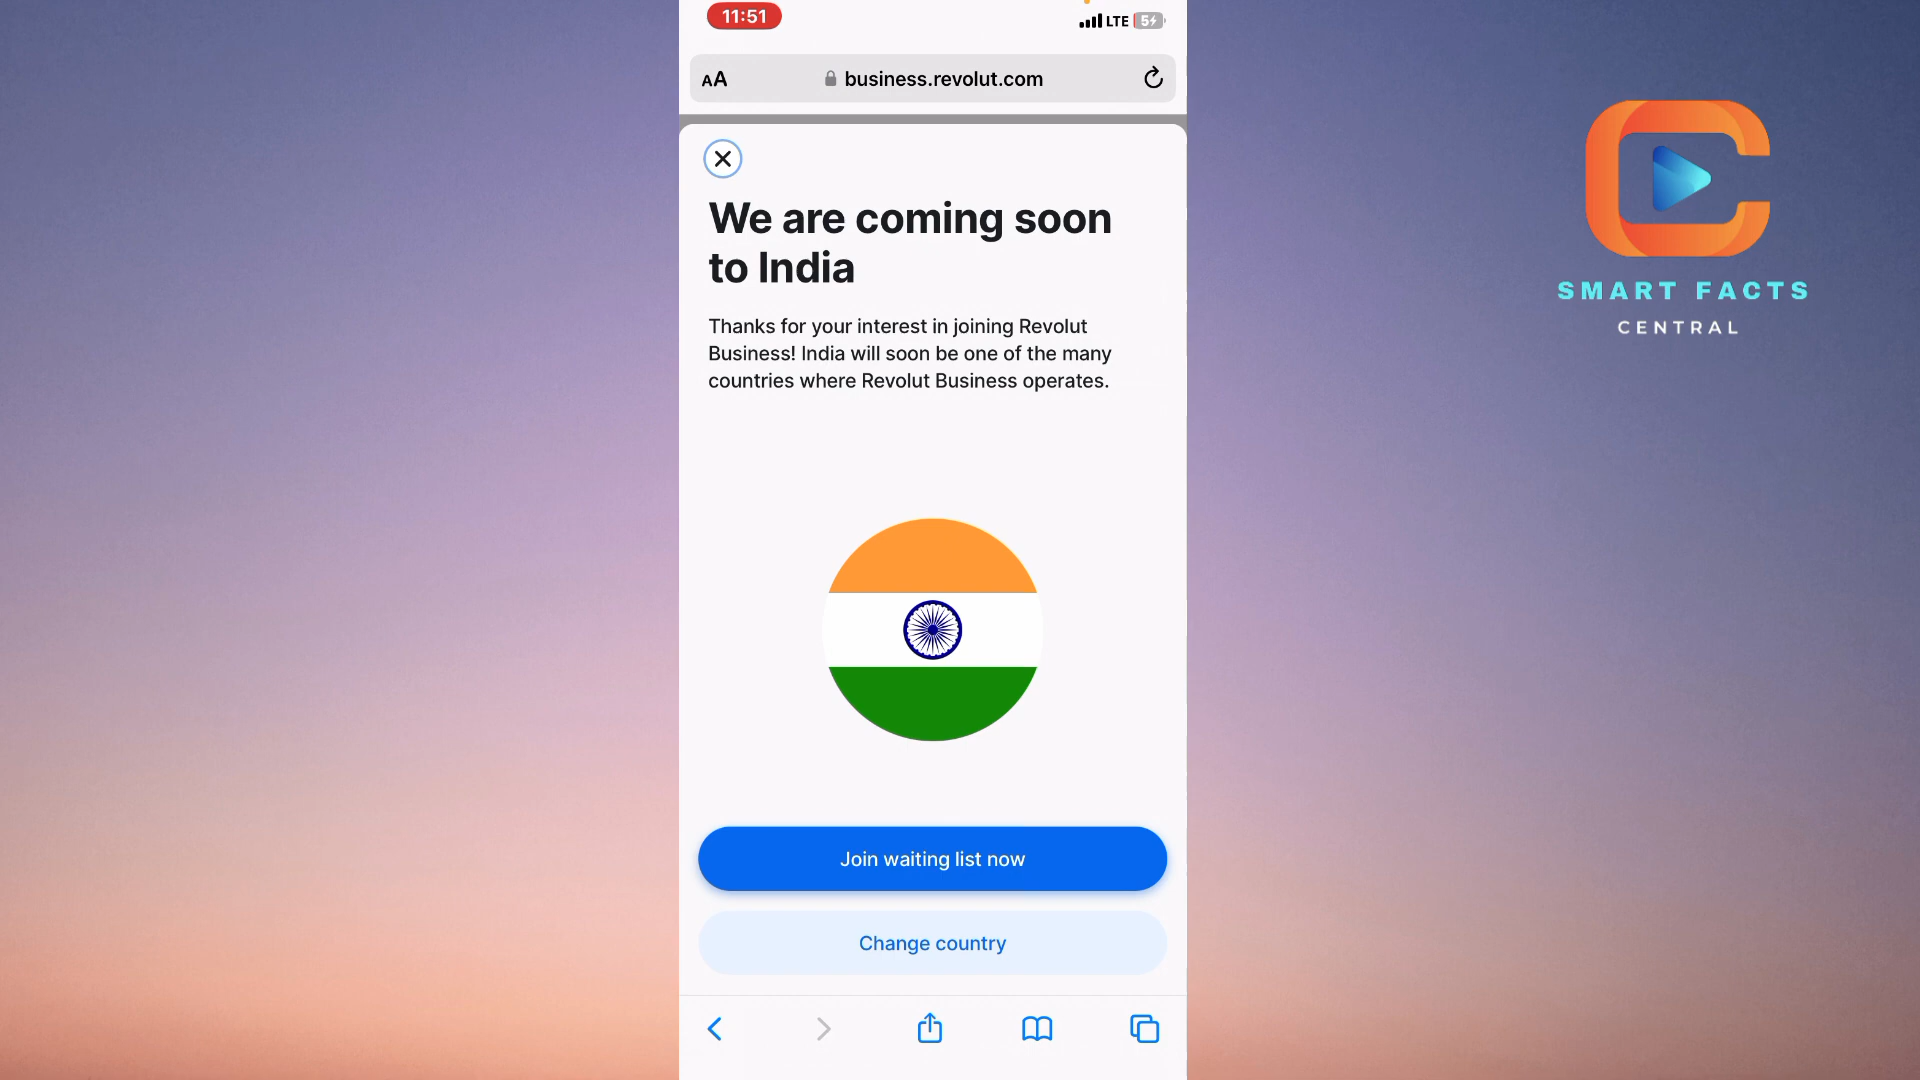 11:51
LTE 5
AA business.revolut.com
We are coming soon
to India
Thanks for your interest in joining Revolut
Business! India will soon be one of the many
countries where Revolut Business operates.
Join waiting list now
Change country
SMART FACTS
CENTRAL